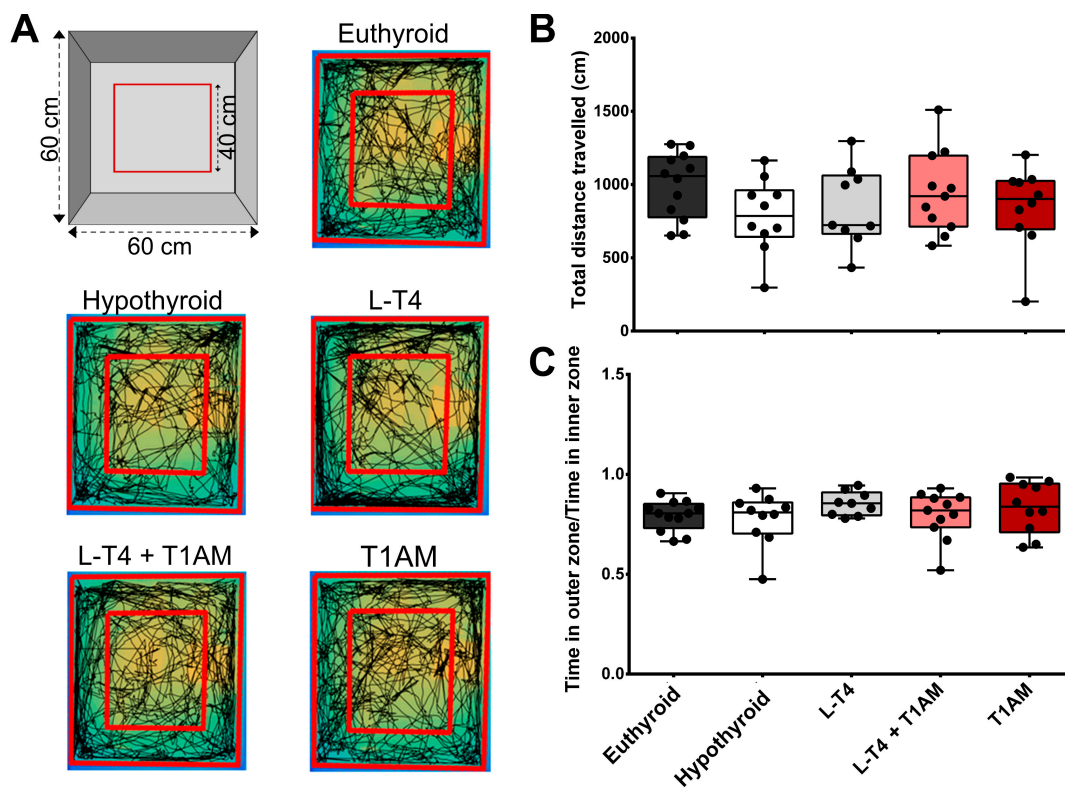 A
60 cm
40 cm
60 cm
Euthyroid
Hypothyroid
L-T4
L-T4 + T1AM
T1AM
B
Total distance travelled (cm)
2000
1500
1000
500
0
C
Time in outer zone/Time in inner zone
1.5
1.0
0.5
0.0
Euthyroid
Hypothyroid
L-T4
L-T4 + T1AM
T1AM